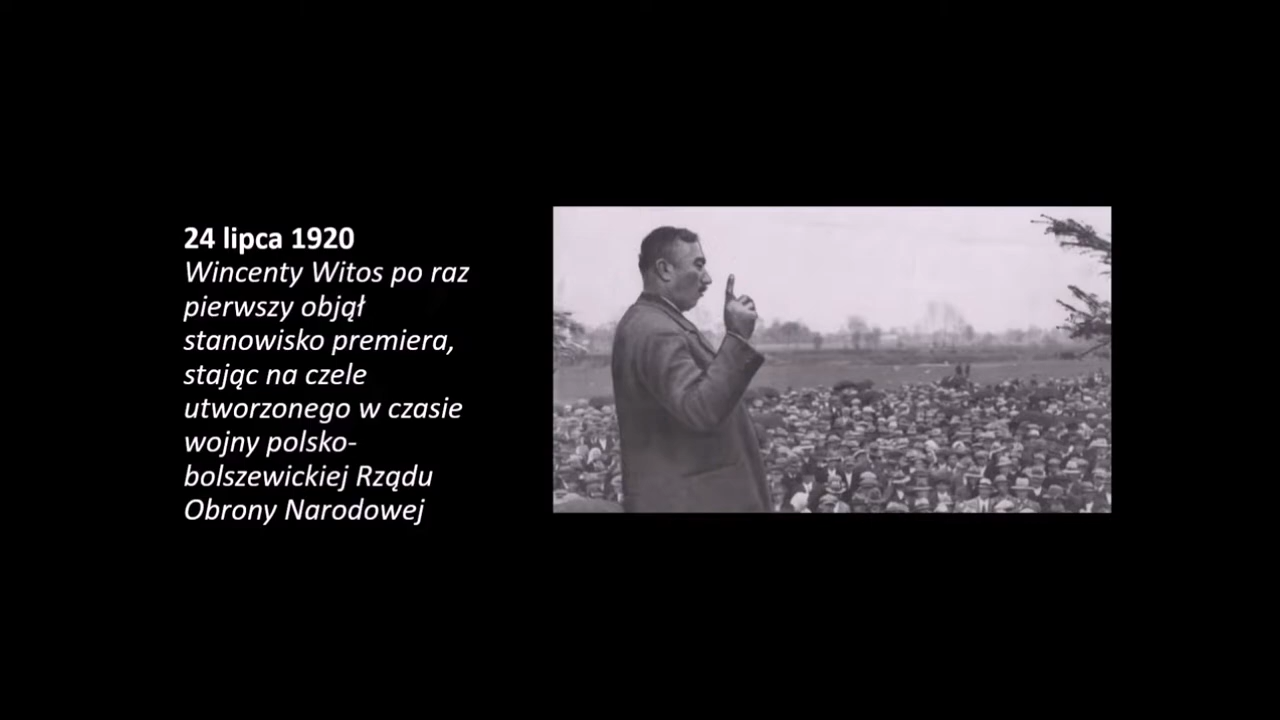 24 lipca 1920
Wincenty Witos po raz
pierwszy objął
stanowisko premiera,
stając na czele
utworzonego w czasie
wojny polsko-
bolszewickiej Rządu
Obrony Narodowej